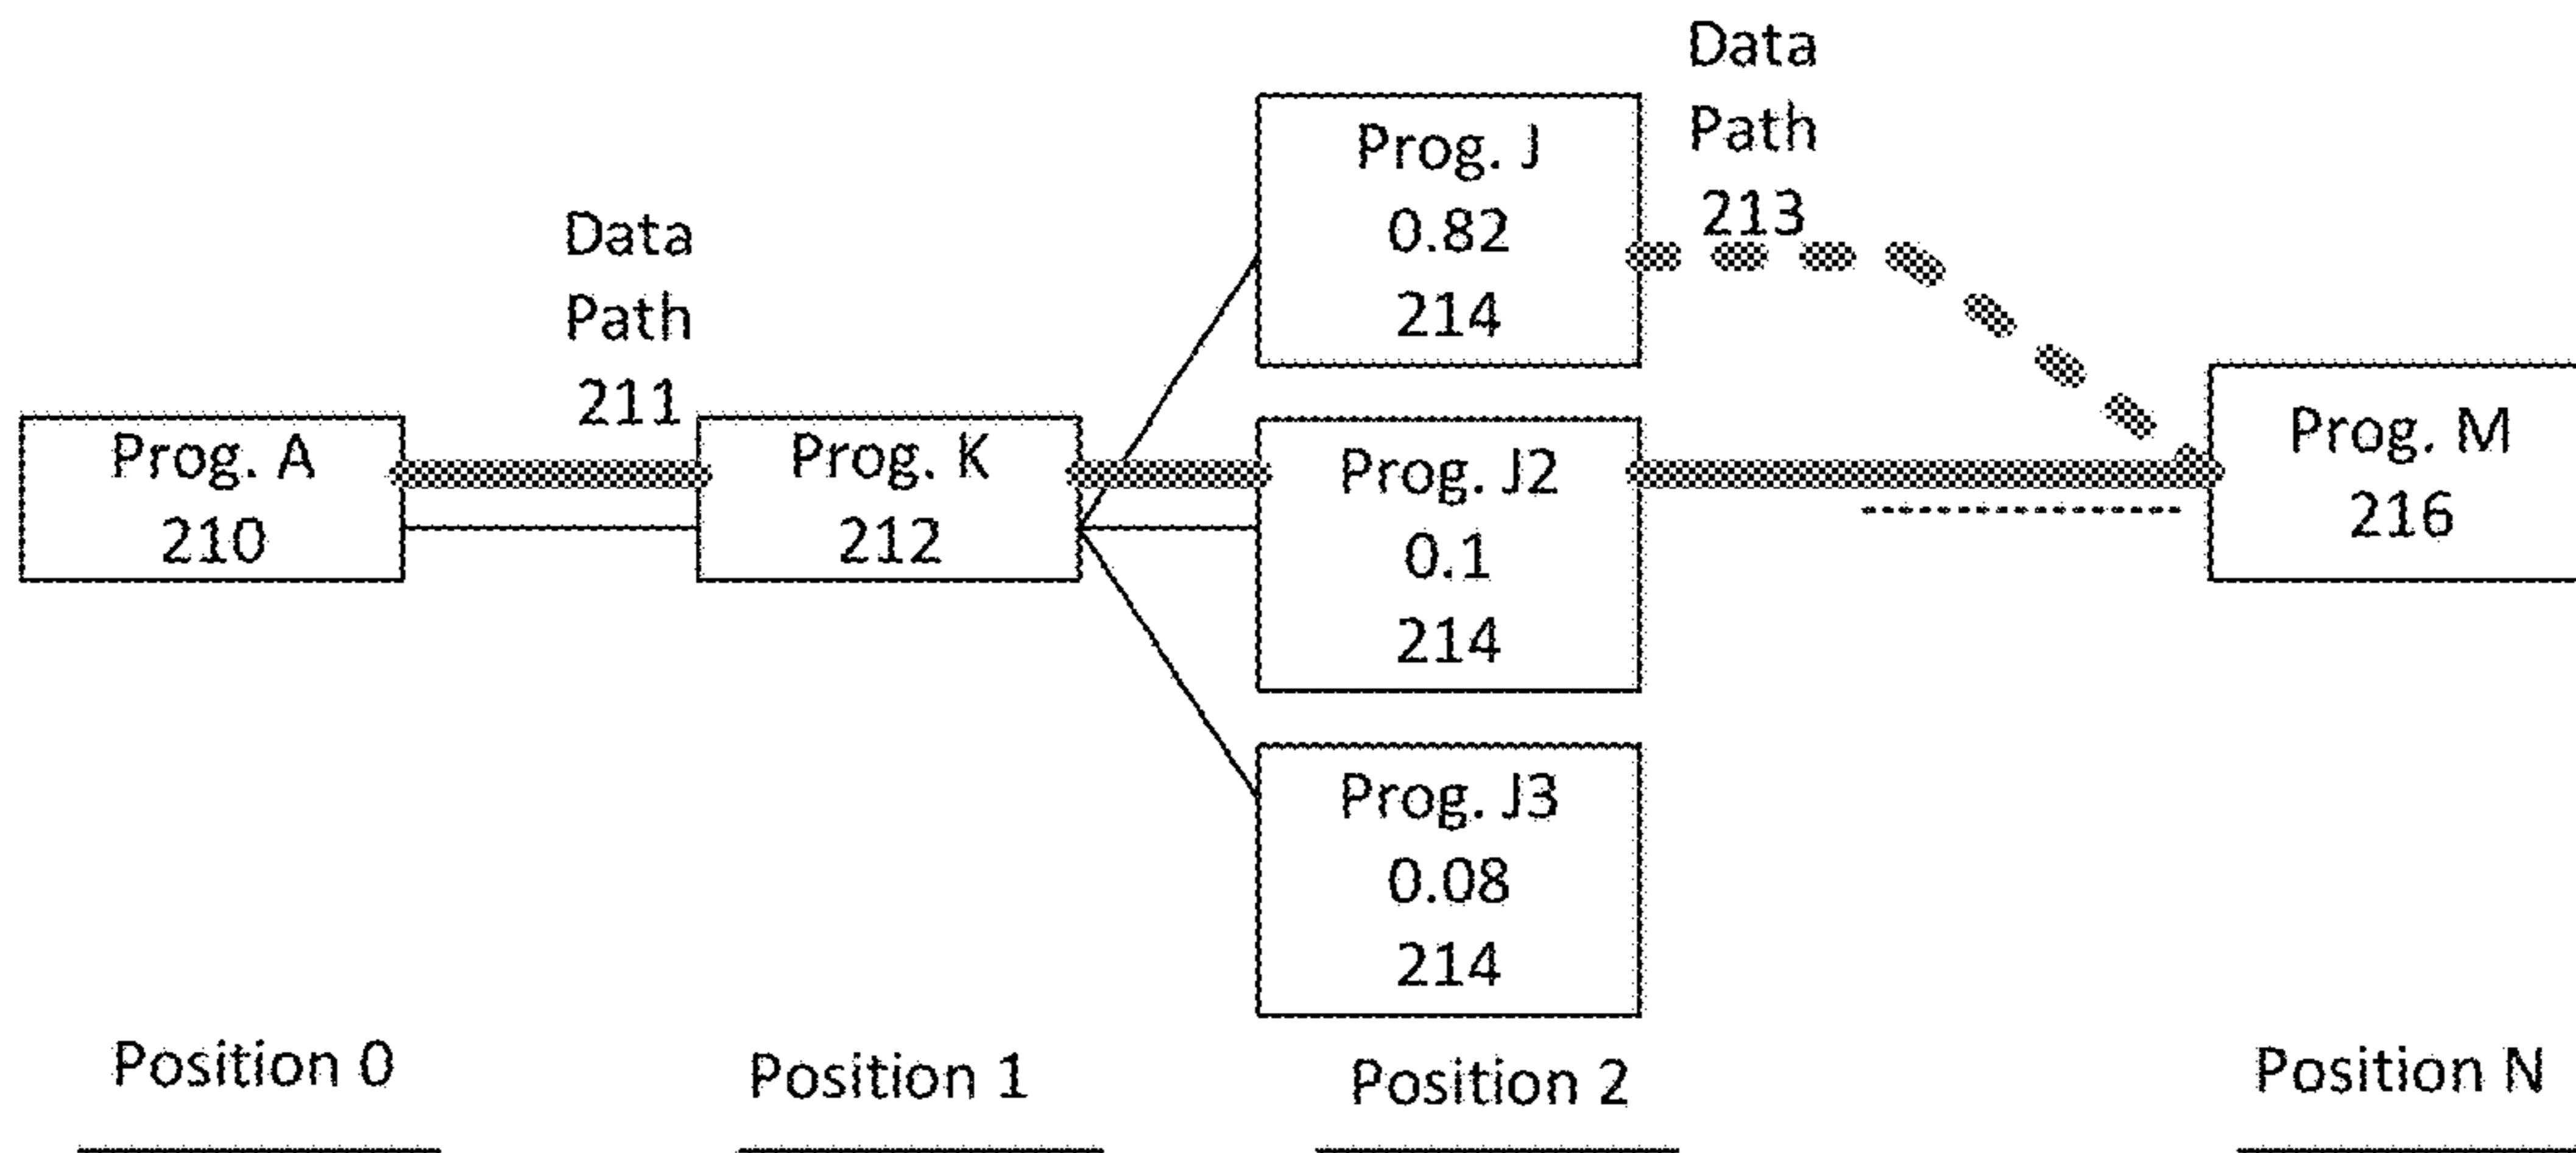 Data
Path
211
Data
Path
213
Prog. A
210
Prog. K
212
Prog. J
0.82
214
Prog. J2
0.1
214
Prog. J3
0.08
214
Prog. M
216
Position 0
Position 1
Position 2
Position N